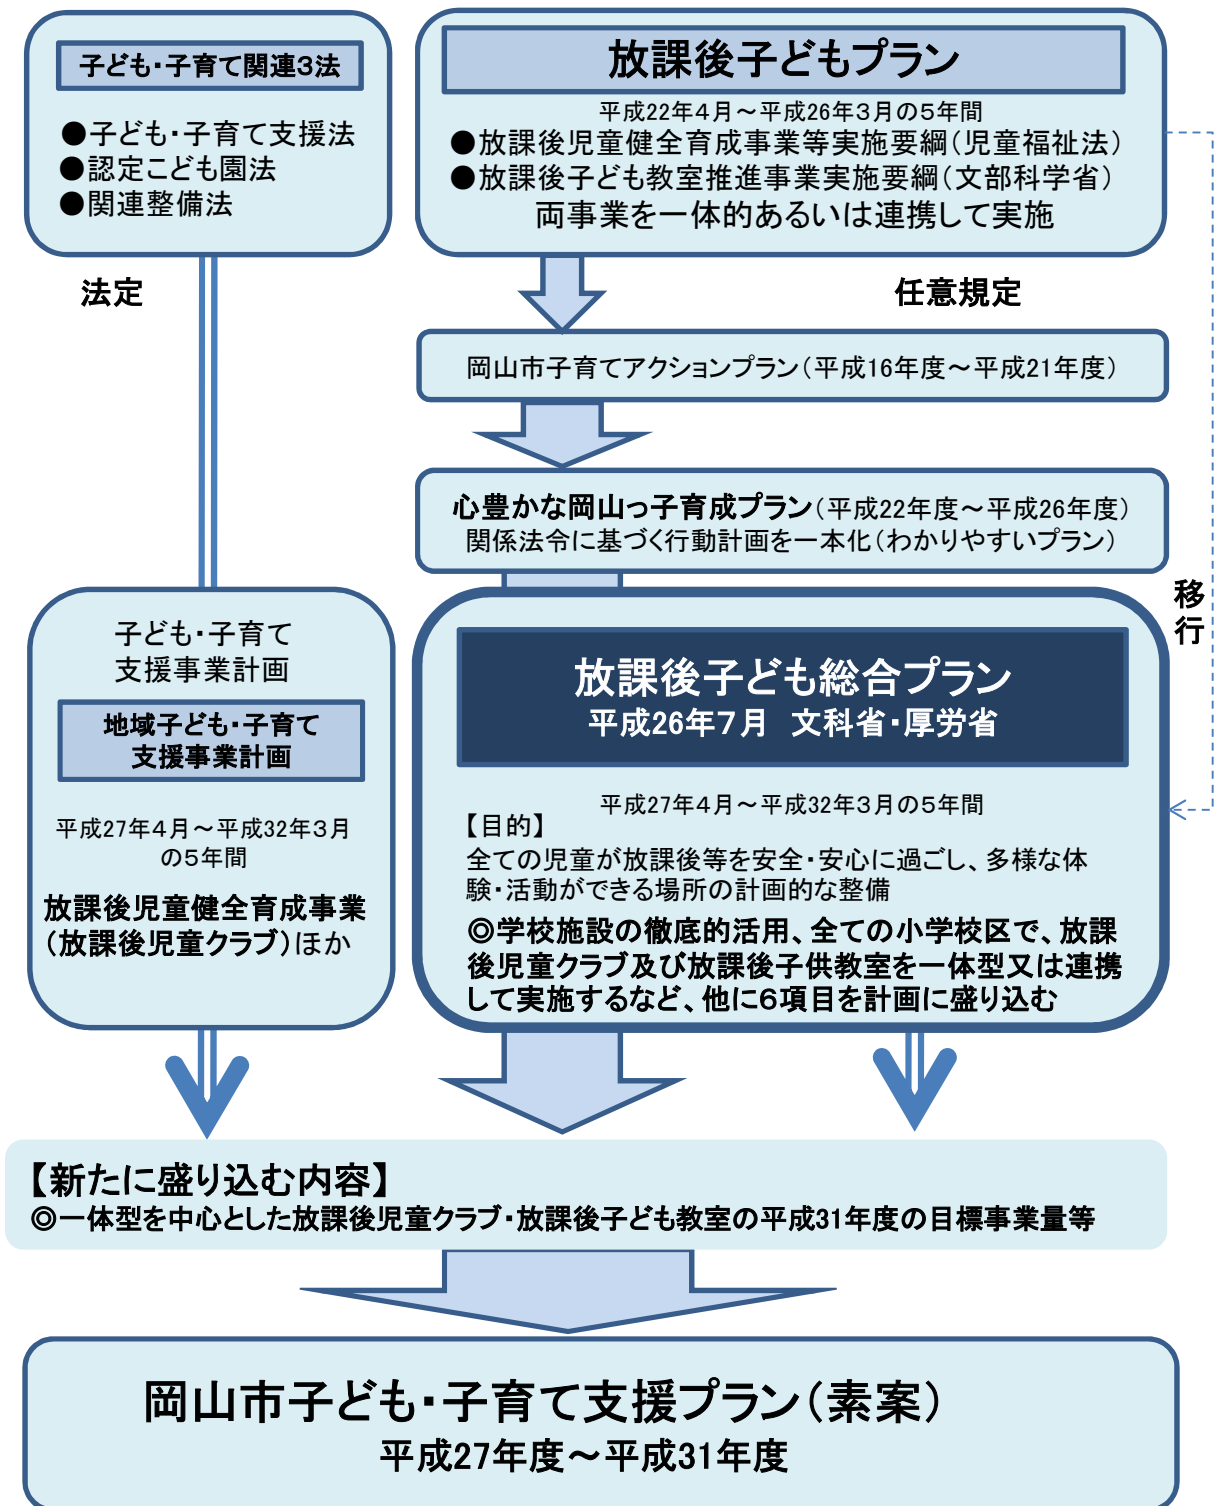 子ども・子育て関連3法
●子ども・子育て支援法
●認定こども園法
●関連整備法
放課後子どもプラン
平成22年4月～平成26年3月の5年間
●放課後児童健全育成事業等実施要綱(児童福祉法)
●放課後子ども教室推進事業実施要綱(文部科学省)
両事業を一体的あるいは連携して実施
法定
任意規定
岡山市子育てアクションプラン(平成16年度～平成21年度)
心豊かな岡山っ子育成プラン(平成22年度～平成26年度)
関係法令に基づく行動計画を一本化(わかりやすいプラン)
移
行
子ども・子育て
支援事業計画
地域子ども・子育て
支援事業計画
平成27年4月～平成32年3月
の5年間
放課後児童健全育成事業
(放課後児童クラブ)ほか
放課後子ども総合プラン
平成26年7月　文科省・厚労省
平成27年4月～平成32年3月の5年間
【目的】
全ての児童が放課後等を安全・安心に過ごし、多様な体
験・活動ができる場所の計画的な整備
◎学校施設の徹底的活用、全ての小学校区で、放課
後児童クラブ及び放課後子供教室を一体型又は連携
して実施するなど、他に6項目を計画に盛り込む
【新たに盛り込む内容】
◎一体型を中心とした放課後児童クラブ・放課後子ども教室の平成31年度の目標事業量等
岡山市子ども・子育て支援プラン(素案)
平成27年度～平成31年度